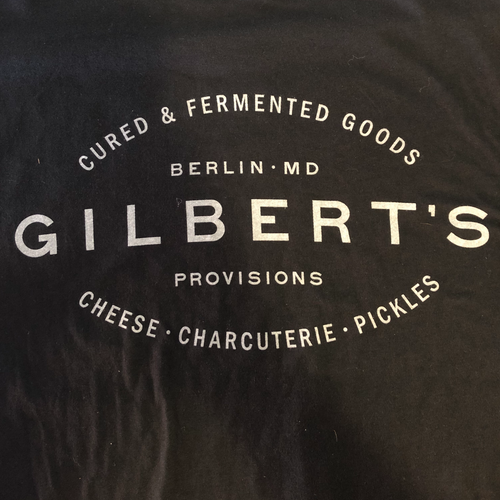 CURED & FERMENTED GOODS
BERLIN · MD
GILBERT'S
PROVISIONS
CHEESE · CHARCUTERIE · PICKLES